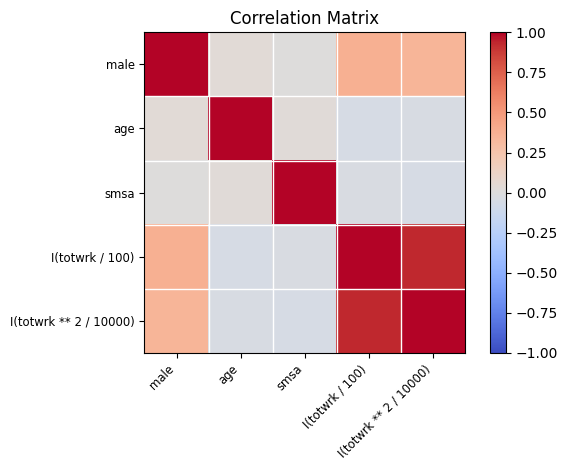 Correlation Matrix
male
age
smsa
I(totwrk / 100)
I(totwrk ** 2 / 10000)
male
age
smsa
I(totwrk / 100)
I(totwrk ** 2 / 10000)
1.00
0.75
0.50
0.25
0.00
−0.25
−0.50
−0.75
−1.00